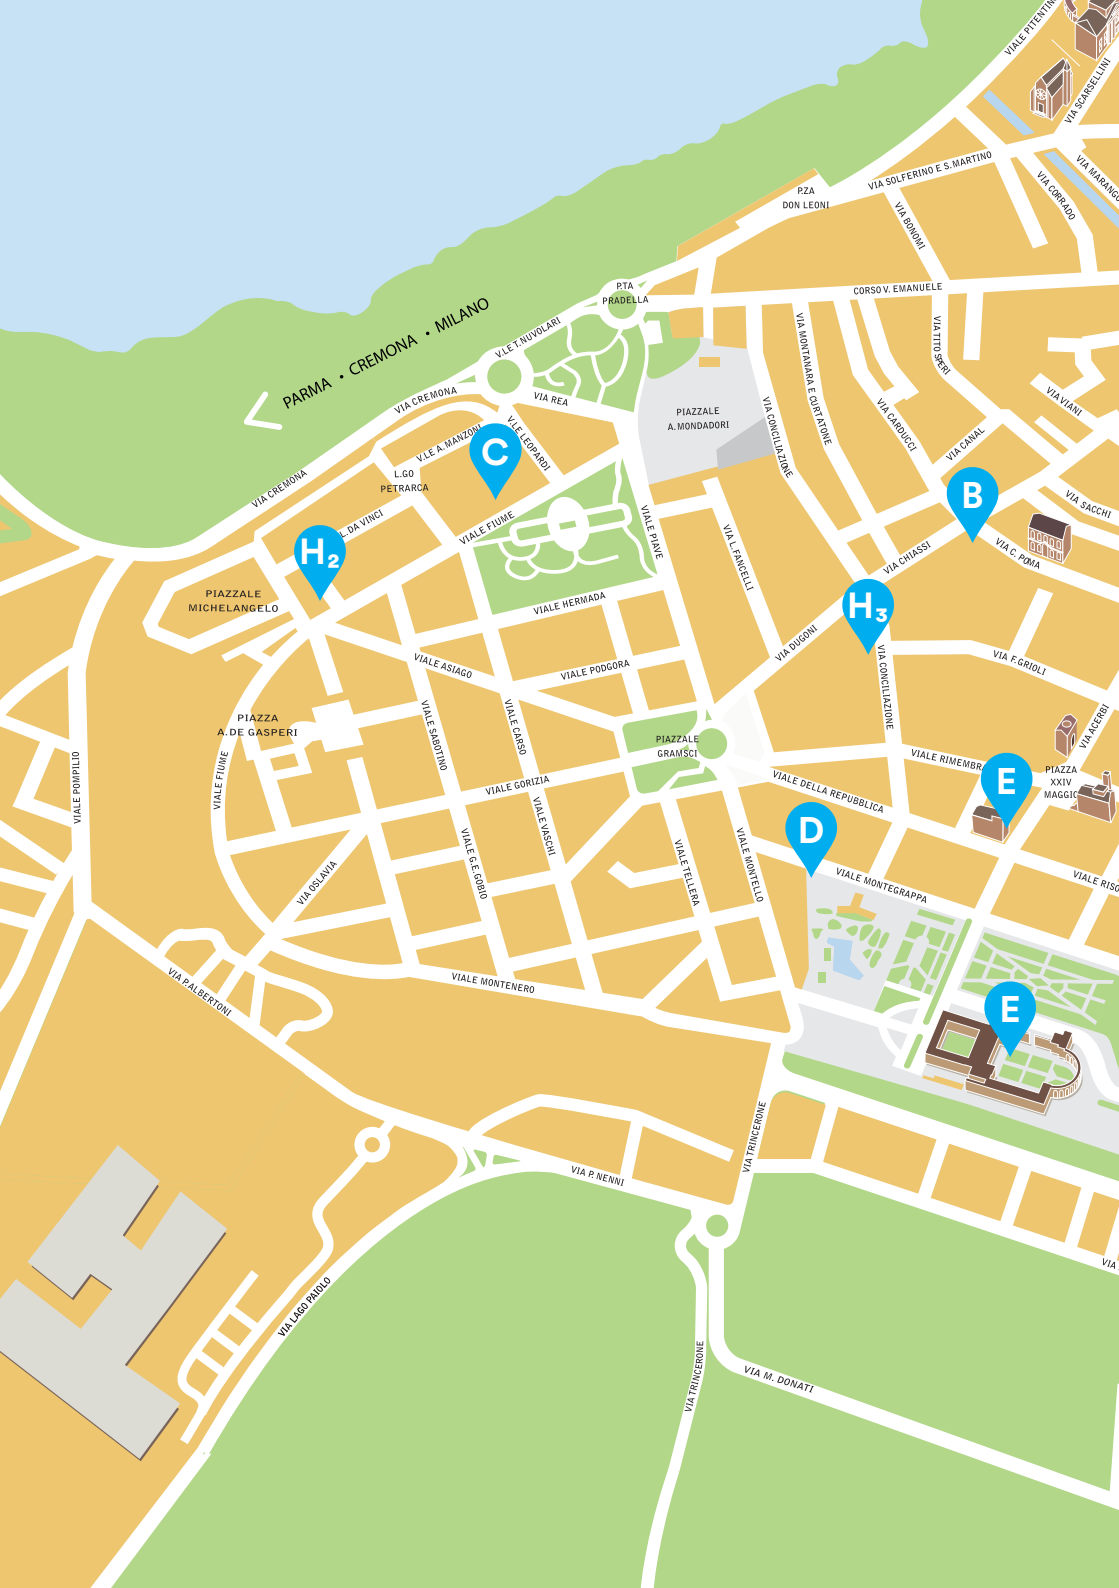 VIALE PITENTINO
VIA SCARSELLINI
VIA SOLFERINO E S. MARTINO
VIA MARANGO
P.ZA
DON LEONI
VIA CORRADO
VIA BONOMI
P.TA
PRADELLA
CORSO V. EMANUELE
PARMA • CREMONA • MILANO
V.LE T. NUVOLARI
VIA TITO SPERI
VIA MONTANARA E CURTATONE
VIA CREMONA
VIA REA
VIA VIANI
PIAZZALE
A. MONDADORI
VIA CONCILIAZIONE
VIA CARDUCCI
V.LE LEOPARDI
V.LE A. MANZONI
VIA CANAL
C
L.GO
PETRARCA
VIA CREMONA
B
VIA SACCHI
L. DA VINCI
VIALE FIUME
VIALE PIAVE
VIA L. FANCELLI
VIA CHIASSI
VIA C. POMA
H2
PIAZZALE
MICHELANGELO
VIALE HERMADA
H3
VIA DUGONI
VIALE ASIAGO
VIALE PODGORA
VIA CONCILIAZIONE
VIA F. GRIOLI
PIAZZA
A. DE GASPERI
VIALE SABOTINO
VIALE CARSO
PIAZZALE
GRAMSCI
VIA ACERBI
VIALE POMPILIO
VIALE FIUME
VIALE GORIZIA
VIALE DELLA REPUBBLICA
VIALE RIMEMBR
E
PIAZZA
XXIV
MAGGIO
VIALE VASCHI
D
VIALE G.E. GOBIO
VIALE TELLERA
VIALE MONTELLO
VIA OSLAVIA
VIALE MONTEGRAPPA
VIALE RISO
VIA P. ALBERTONI
VIALE MONTENERO
E
VIA TRINCERONE
VIA P. NENNI
VIA
VIA LAGO PAIOLO
VIA TRINCERONE
VIA M. DONATI